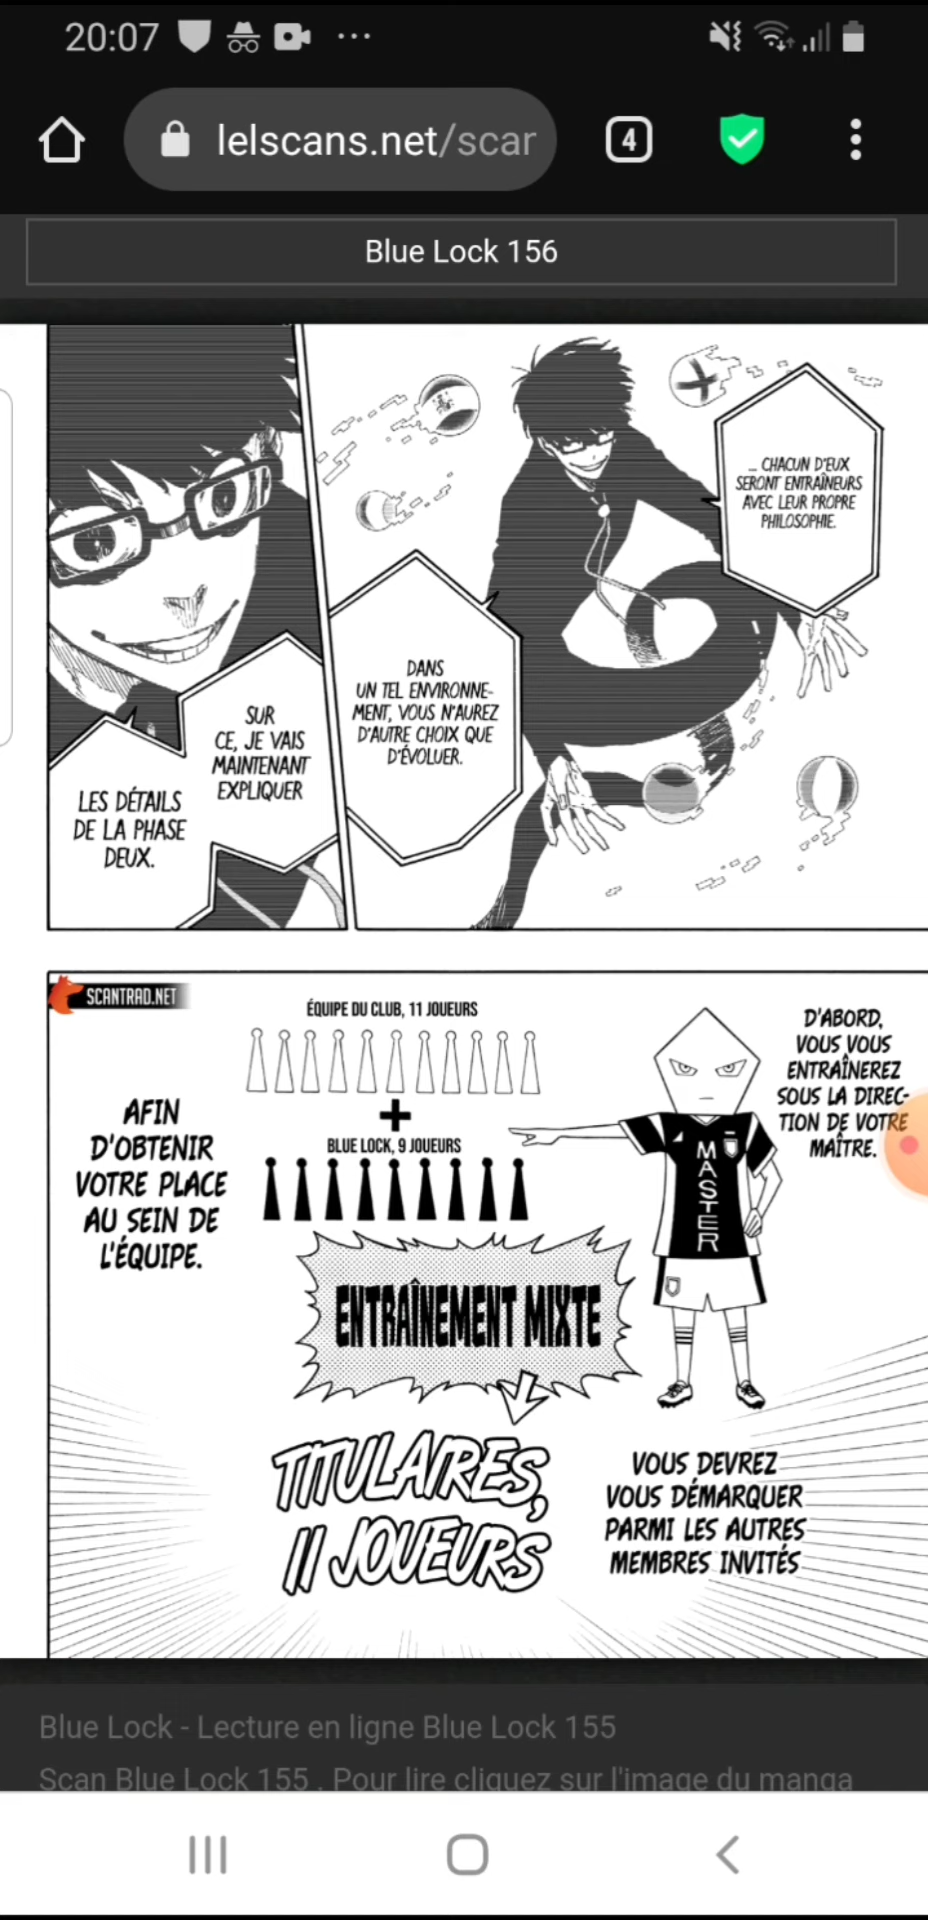 20:07
lelscans.net/scar
4
Blue Lock 156
... CHACUN D'EUX
SERONT ENTRAÎNEURS
AVEC LEUR PROPRE
PHILOSOPHIE.
DANS
UN TEL ENVIRONNE-
MENT, VOUS N'AUREZ
D'AUTRE CHOIX QUE
D'ÉVOLUER.
SUR
CE, JE VAIS
MAINTENANT
EXPLIQUER
LES DÉTAILS
DE LA PHASE
DEUX.
SCANTRAD.NET
D'ABORD,
VOUS VOUS
ENTRAÎNEREZ
SOUS LA DIREC-
TION DE VOTRE
MAÎTRE.
ÉQUIPE DU CLUB, 11 JOUEURS
+
BLUE LOCK, 9 JOUEURS
MASTER
AFIN
D'OBTENIR
VOTRE PLACE
AU SEIN DE
L'ÉQUIPE.
ENTRAÎNEMENT MIXTE
TITULAIRES,
11 JOUEURS
VOUS DEVREZ
VOUS DÉMARQUER
PARMI LES AUTRES
MEMBRES INVITÉS
Blue Lock - Lecture en ligne Blue Lock 155
Scan Blue Lock 155 . Pour lire cliquez sur l'image du manga